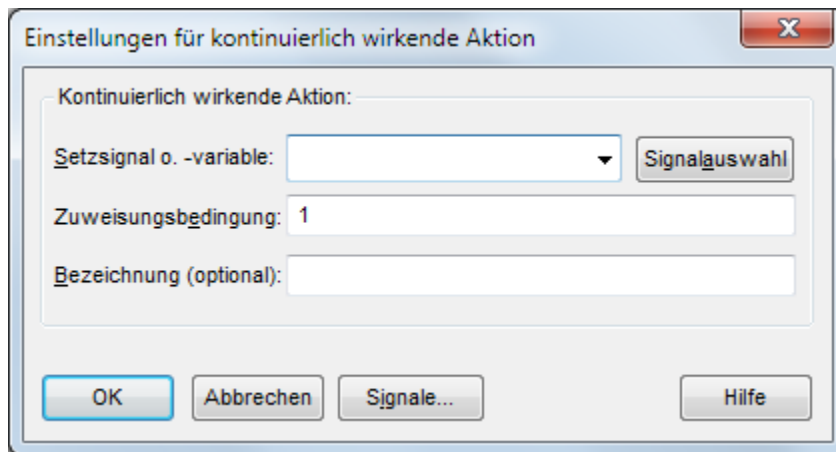 Einstellungen für kontinuierlich wirkende Aktion
Kontinuierlich wirkende Aktion:
Setzsignal o. -variable:
Signalauswahl
Zuweisungsbedingung: 1
Bezeichnung (optional):
OK Abbrechen Signale... Hilfe